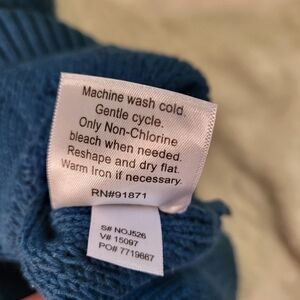 Machine wash cold.
Gentle cycle.
Only Non-Chlorine
bleach when needed.
Reshape and dry flat.
Warm Iron if necessary.
RN#91871
S# NOJ526
V# 15097
PO# 7719887